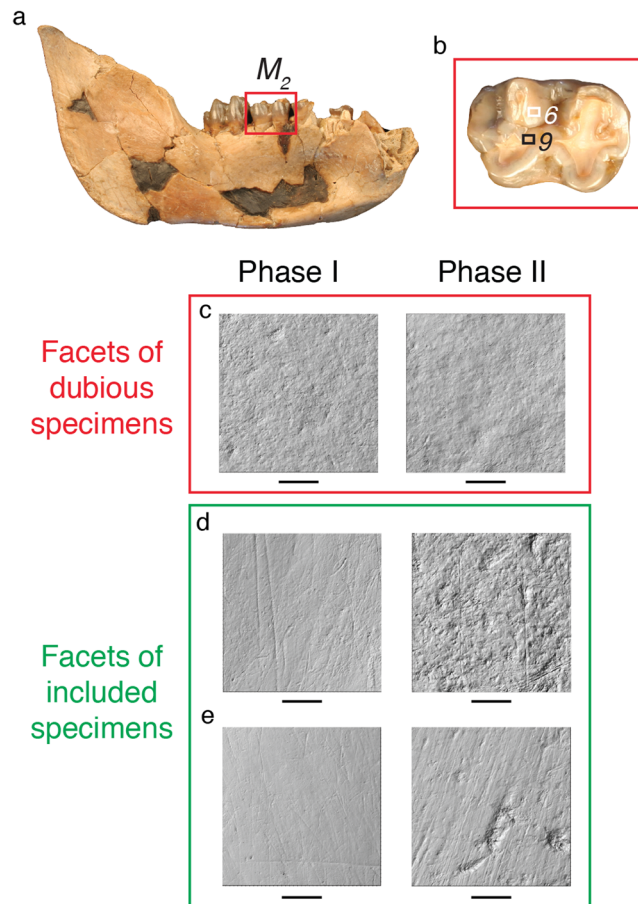 a
b
M2
6
9
Phase I
Phase II
c
Facets of
dubious
specimens
d
Facets of
included
specimens
e